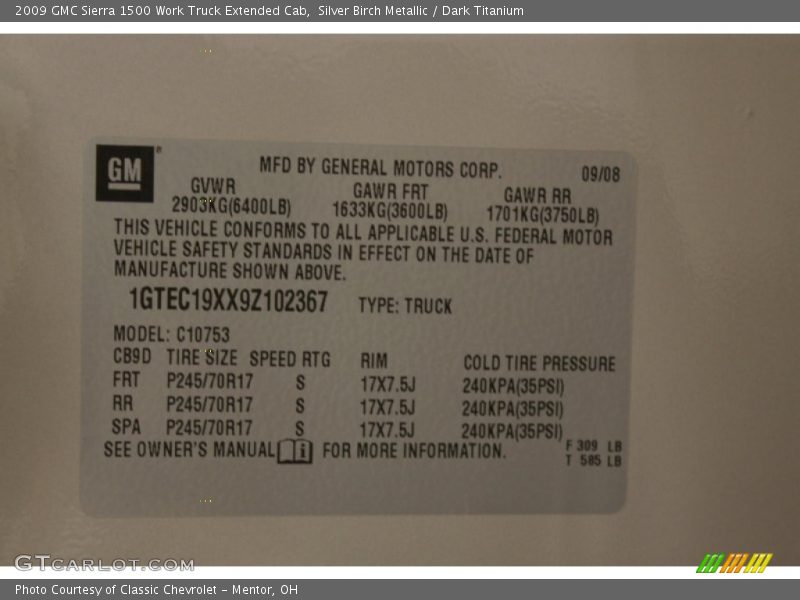 2009 GMC Sierra 1500 Work Truck Extended Cab,  Silver Birch Metallic / Dark Titanium
GM
MFD BY GENERAL MOTORS CORP. 09/08
GVWR GAWR FRT GAWR RR
2903KG(6400LB) 1633KG(3600LB) 1701KG(3750LB)
THIS VEHICLE CONFORMS TO ALL APPLICABLE U.S. FEDERAL MOTOR
VEHICLE SAFETY STANDARDS IN EFFECT ON THE DATE OF
MANUFACTURE SHOWN ABOVE.
1GTEC19XX9Z102367 TYPE: TRUCK
MODEL: C10753
CB9D TIRE SIZE SPEED RTG RIM COLD TIRE PRESSURE
FRT P245/70R17 S 17X7.5J 240KPA(35PSI)
RR P245/70R17 S 17X7.5J 240KPA(35PSI)
SPA P245/70R17 S 17X7.5J 240KPA(35PSI)
SEE OWNER'S MANUAL i FOR MORE INFORMATION.
F 309 LB
T 585 LB
GTCARLOT.COM
Photo Courtesy of Classic Chevrolet - Mentor, OH